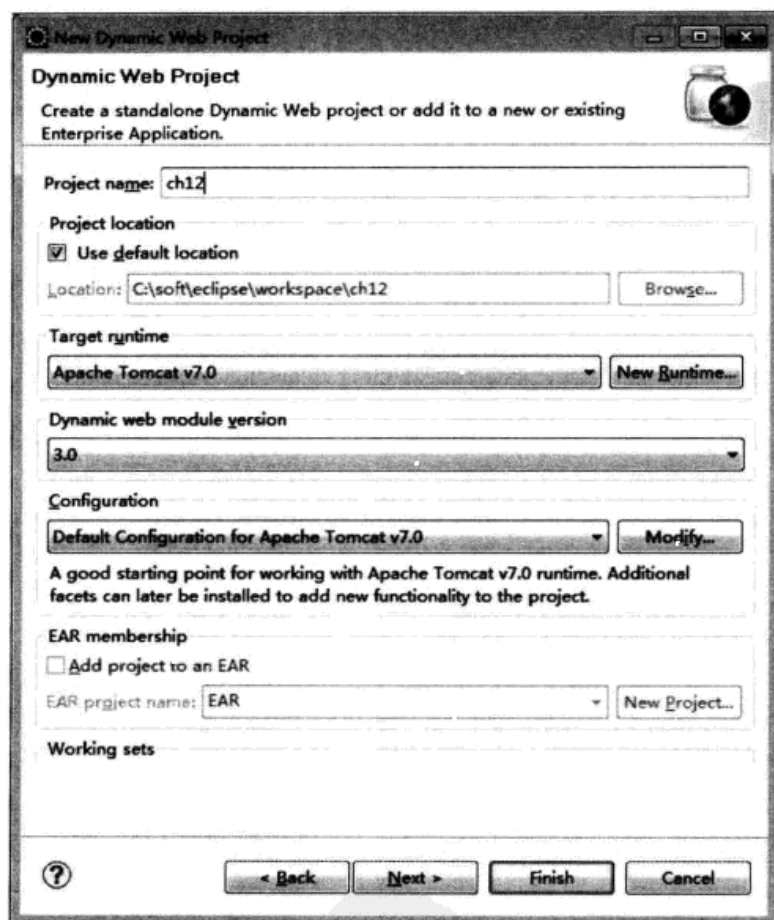 New Dynamic Web Project
Dynamic Web Project
Create a standalone Dynamic Web project or add it to a new or existing
Enterprise Application.
Project name: ch12
Project location
Use default location
Location: C:\soft\eclipse\workspace\ch12 Browse...
Target runtime
Apache Tomcat v7.0 New Runtime...
Dynamic web module version
3.0
Configuration
Default Configuration for Apache Tomcat v7.0 Modify...
A good starting point for working with Apache Tomcat v7.0 runtime. Additional
facets can later be installed to add new functionality to the project.
EAR membership
Add project to an EAR
EAR project name: EAR New Project...
Working sets
? < Back Next > Finish Cancel